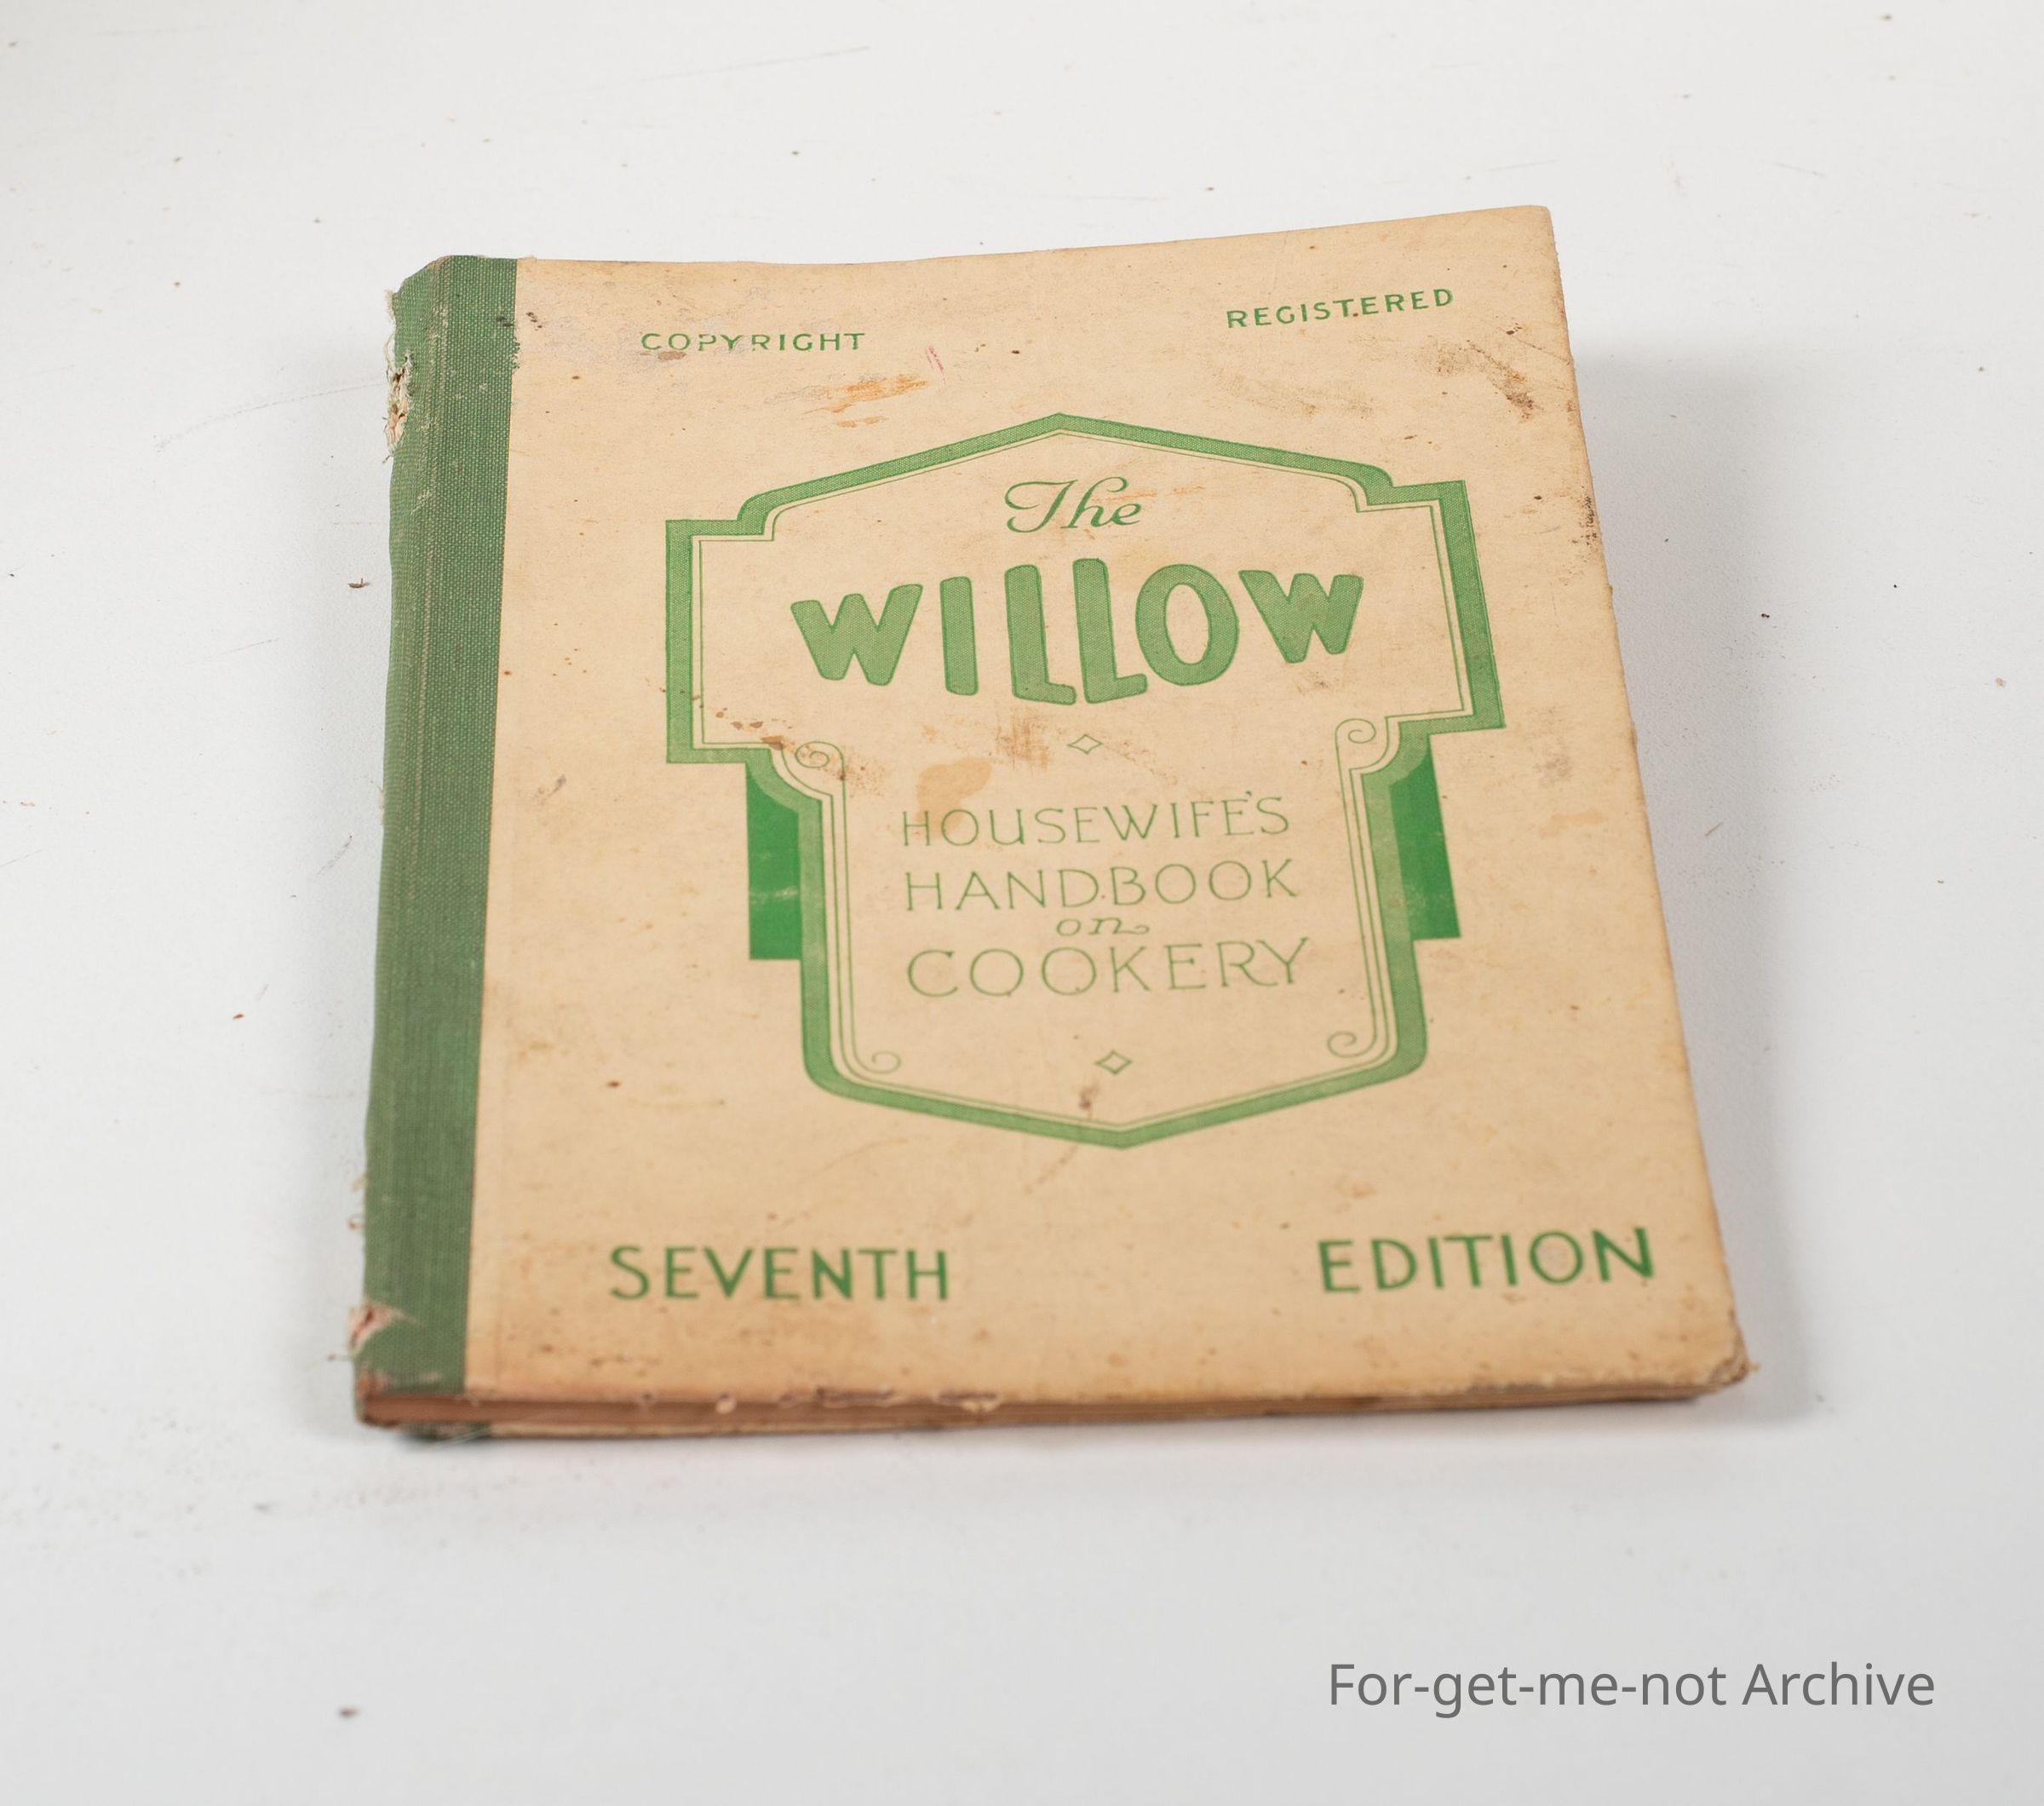 COPYRIGHT REGISTERED
The
WILLOW
HOUSEWIFE'S
HANDBOOK
on
COOKERY
SEVENTH EDITION
For-get-me-not Archive